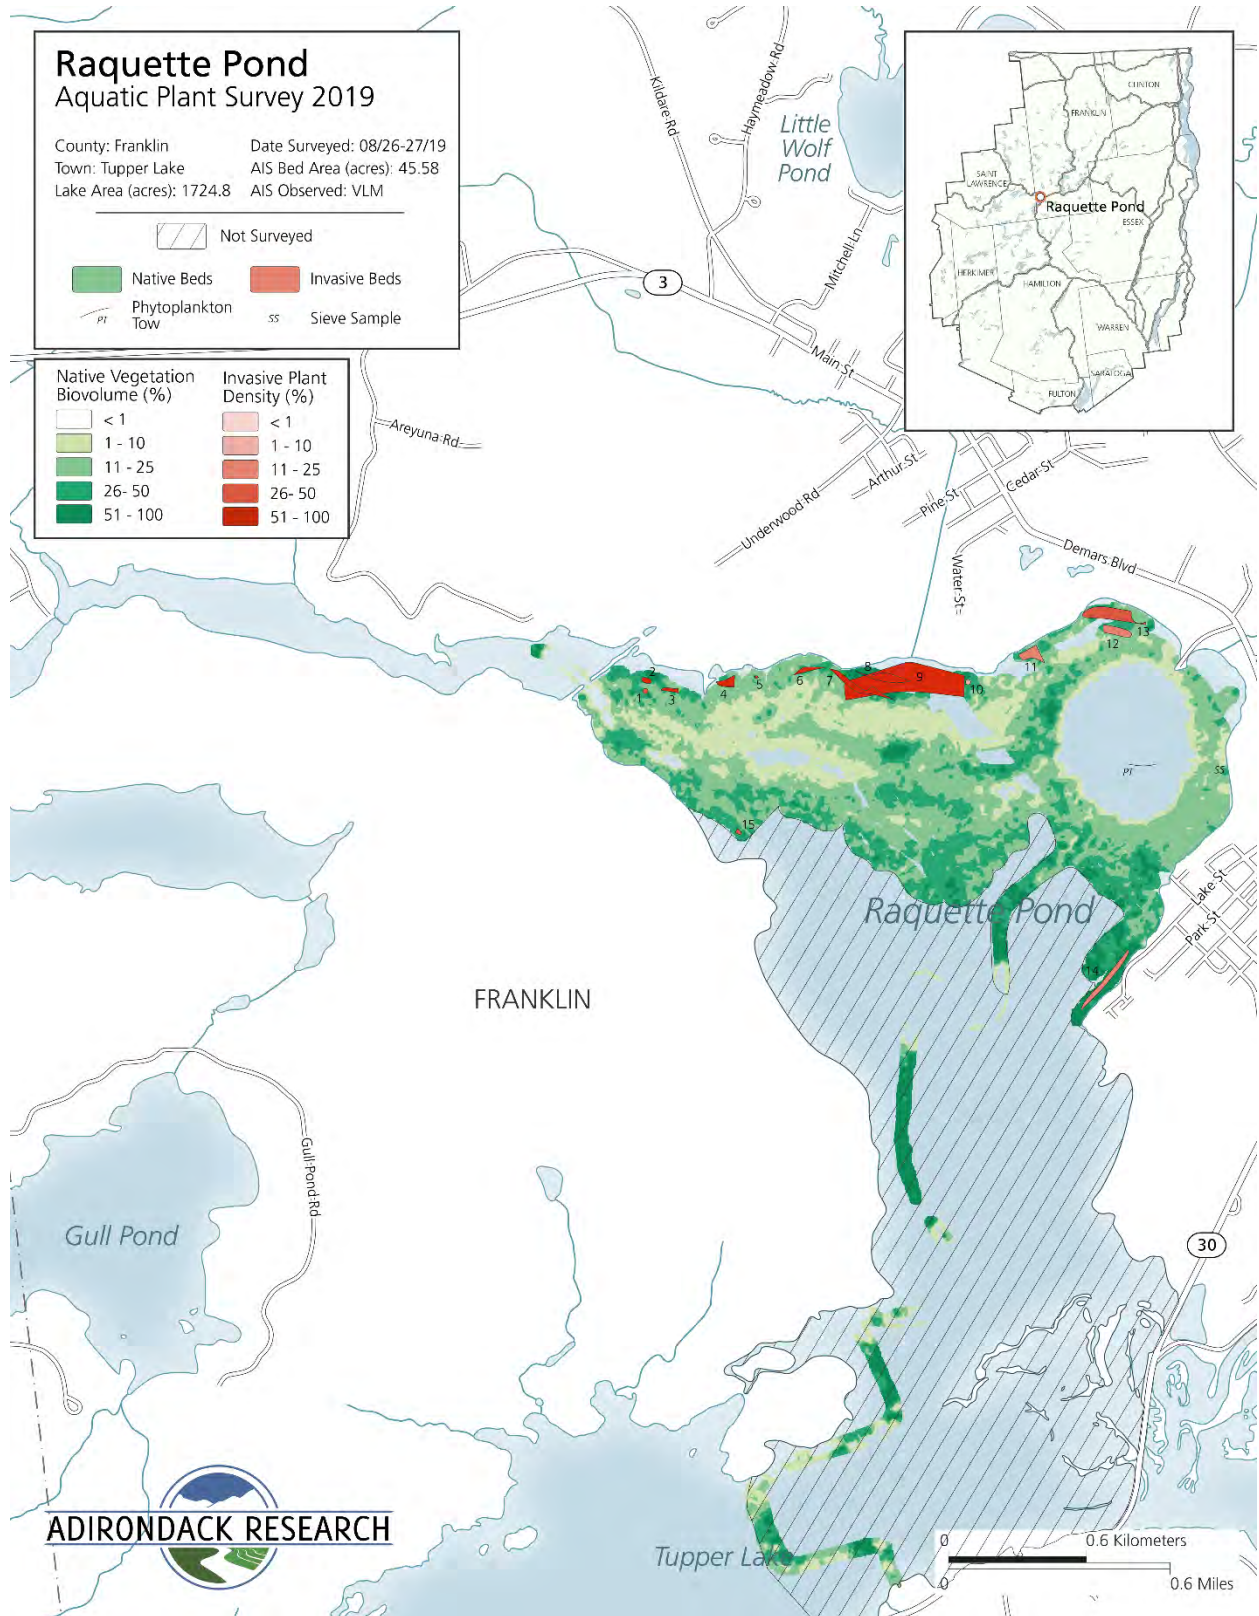 Raquette Pond
Aquatic Plant Survey 2019
County: Franklin
Date Surveyed: 08/26-27/19
Town: Tupper Lake
AIS Bed Area (acres): 45.58
Lake Area (acres): 1724.8
AIS Observed: VLM
Not Surveyed
Native Beds
Invasive Beds
PT
Phytoplankton
Tow
SS
Sieve Sample
Native Vegetation
Biovolume (%)
< 1
1 - 10
11 - 25
26- 50
51 - 100
Invasive Plant
Density (%)
< 1
1 - 10
11 - 25
26- 50
51 - 100
CLINTON
FRANKLIN
SAINT
LAWRENCE
Raquette Pond
ESSEX
HERKIMER
HAMILTON
WARREN
SARATOGA
FULTON
Kildare Rd
Haymeadow Rd
Little
Wolf
Pond
Mitchell Ln
3
Main St
Areyuna Rd
Arthur St
Underwood Rd
Pine St
Cedar St
Water St
Demars Blvd
1
2
3
4
5
6
7
8
9
10
11
12
13
PT
SS
15
Lake St
Park St
Raquette Pond
14
FRANKLIN
Gull Pond Rd
Gull Pond
30
Tupper Lake
ADIRONDACK RESEARCH
0
0.6 Kilometers
0
0.6 Miles